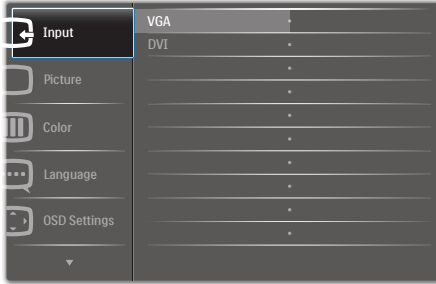 Input
Picture
Color
Language
OSD Settings
VGA
DVI